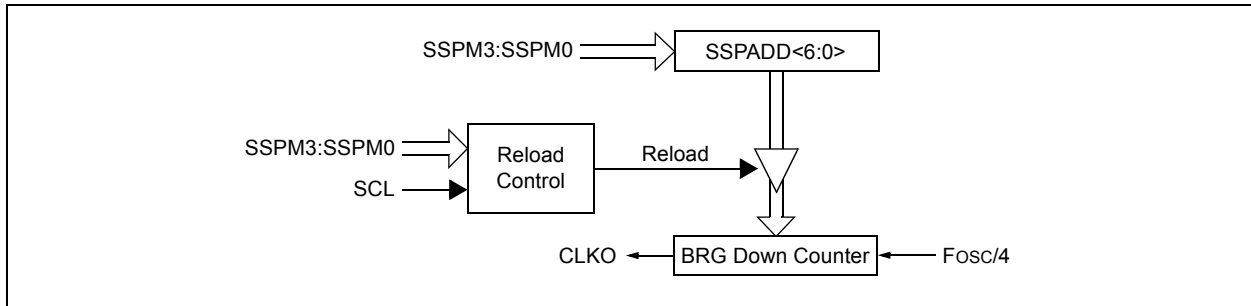 SSPM3:SSPM0
SSPADD<6:0>
SSPM3:SSPM0
SCL
Reload
Control
Reload
CLKO
BRG Down Counter
FOSC/4